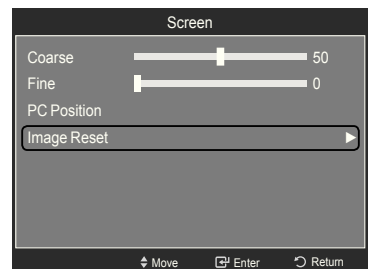 Screen
Coarse 50
Fine 0
PC Position
Image Reset
Move Enter Return